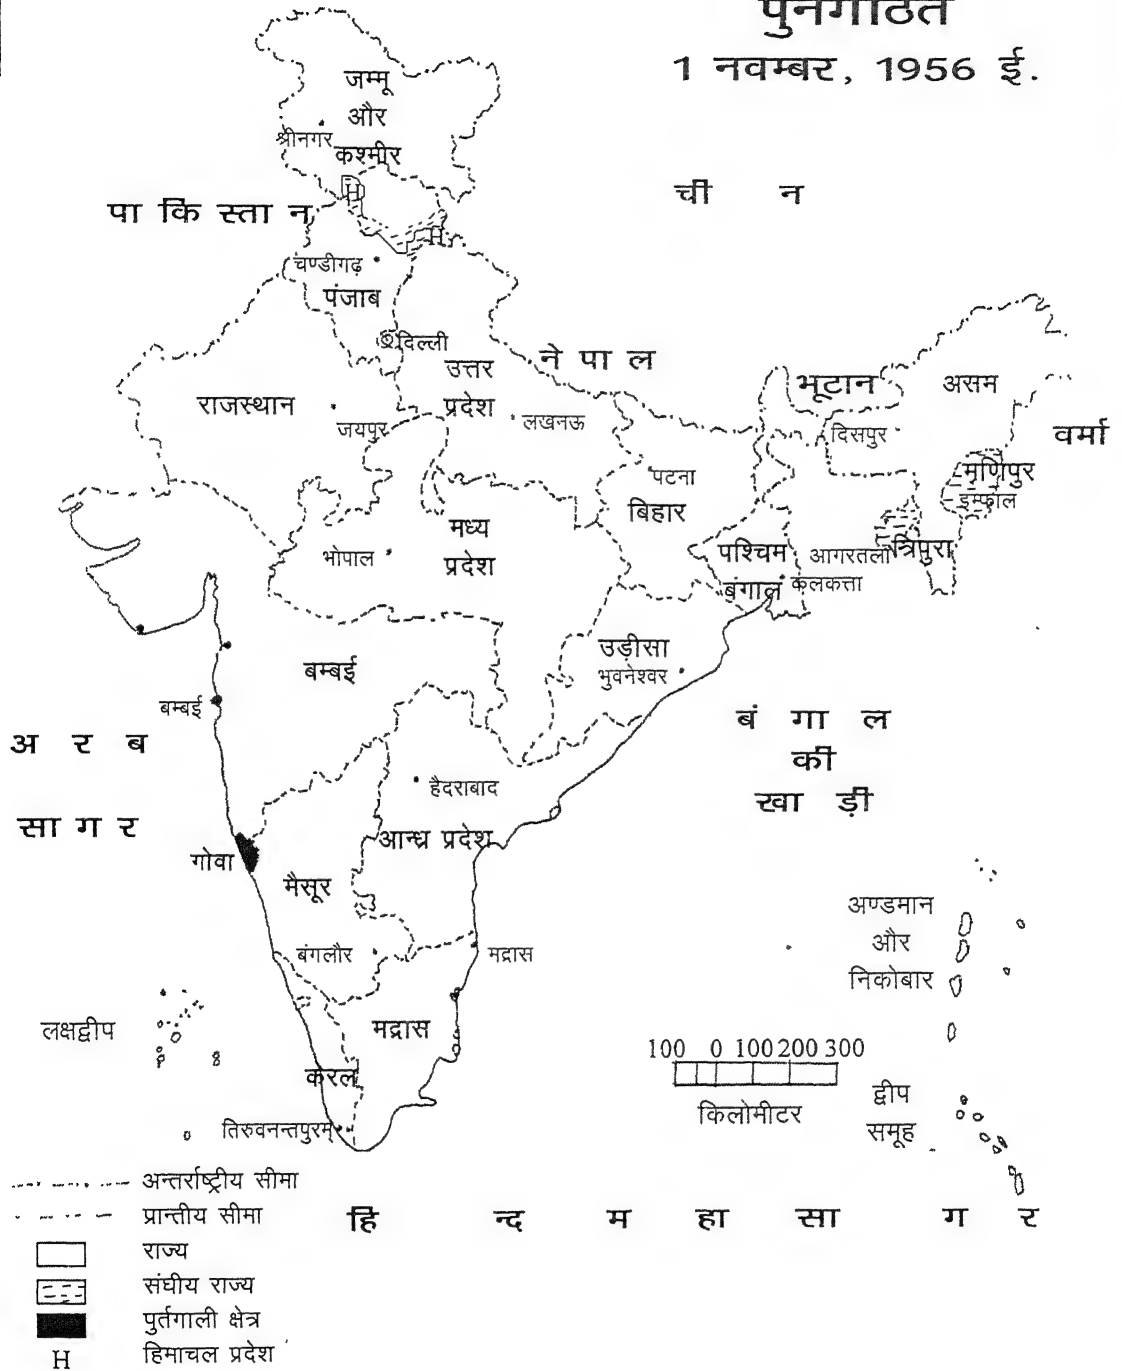 पुनर्गठित
1 नवम्बर, 1956 ई.
जम्मू
और
श्रीनगर
कश्मीर
H
ची न
पा कि स्ता न
H
चण्डीगढ़
पंजाब
दिल्ली
उत्तर
प्रदेश
ने पा ल
भूटान
असम
राजस्थान
जयपुर
लखनऊ
दिसपुर
वर्मा
पटना
बिहार
मणिपुर
इम्फाल
मध्य
प्रदेश
भोपाल
पश्चिम
बंगाल
आगरतला
त्रिपुरा
कलकत्ता
उड़ीसा
भुवनेश्वर
बम्बई
बम्बई
अ र ब
सा ग र
बं गा ल
की
खा ड़ी
हैदराबाद
आन्ध्र प्रदेश
गोवा
मैसूर
बंगलौर
मद्रास
अण्डमान
और
निकोबार
लक्षद्वीप
मद्रास
केरल
100 0 100 200 300
किलोमीटर
द्वीप
समूह
तिरुवनन्तपुरम्
अन्तर्राष्ट्रीय सीमा
प्रान्तीय सीमा
हि न्द म हा सा ग र
राज्य
संघीय राज्य
पुर्तगाली क्षेत्र
H हिमाचल प्रदेश